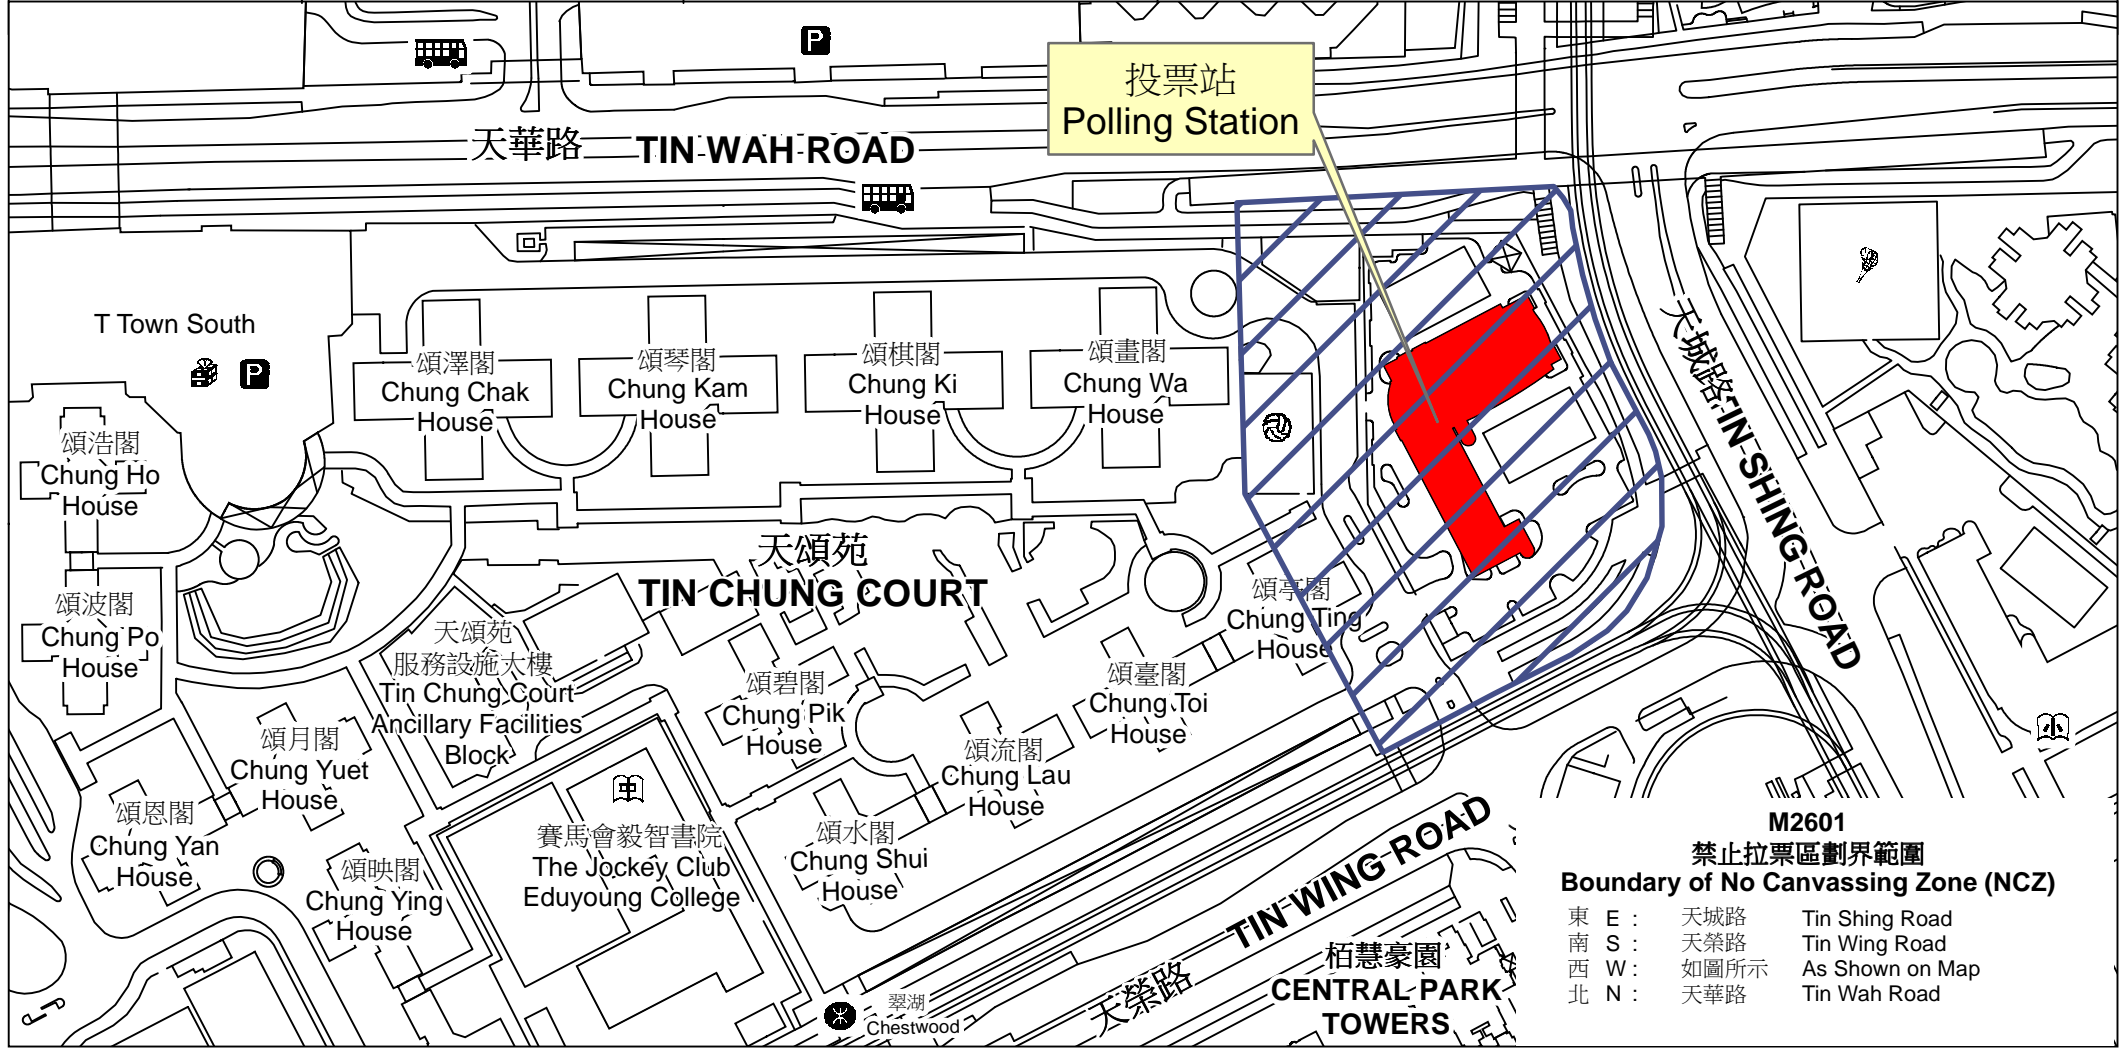 投票站
Polling Station
天華路 TIN WAH ROAD
T Town South
頌澤閣
Chung Chak
House
頌琴閣
Chung Kam
House
頌棋閣
Chung Ki
House
頌畫閣
Chung Wa
House
天城路 TIN SHING ROAD
頌浩閣
Chung Ho
House
天頌苑
TIN CHUNG COURT
頌波閣
Chung Po
House
頌亭閣
Chung Ting
House
天頌苑
服務設施大樓
Tin Chung Court
Ancillary Facilities
Block
頌碧閣
Chung Pik
House
頌臺閣
Chung Toi
House
頌月閣
Chung Yuet
House
頌流閣
Chung Lau
House
頌恩閣
Chung Yan
House
頌映閣
Chung Ying
House
中
賽馬會毅智書院
The Jockey Club
Eduyoung College
頌水閣
Chung Shui
House
小
天榮路 TIN WING ROAD
栢慧豪園
CENTRAL PARK
TOWERS
翠湖
Chestwood
P
P
M2601
禁止拉票區劃界範圍
Boundary of No Canvassing Zone (NCZ)
東 E : 天城路 Tin Shing Road
南 S : 天榮路 Tin Wing Road
西 W : 如圖所示 As Shown on Map
北 N : 天華路 Tin Wah Road